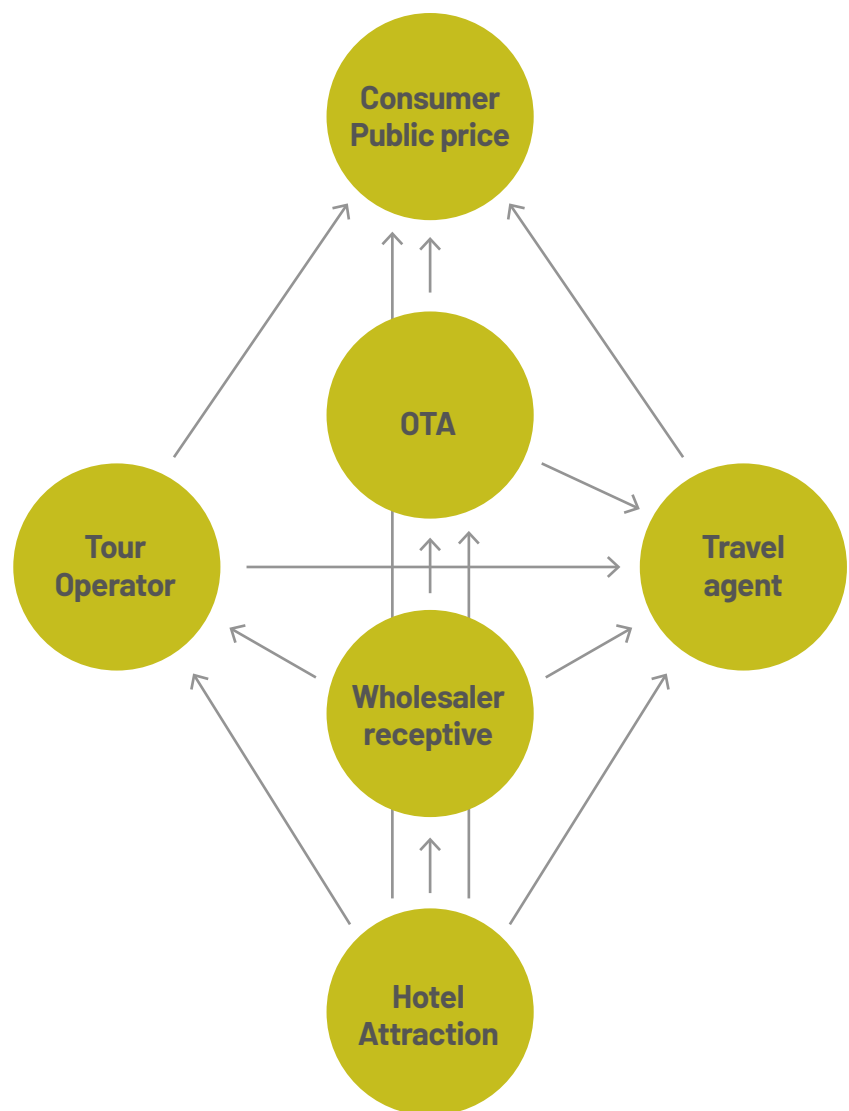 Consumer
Public price
OTA
Tour
Operator
Travel
agent
Wholesaler
receptive
Hotel
Attraction